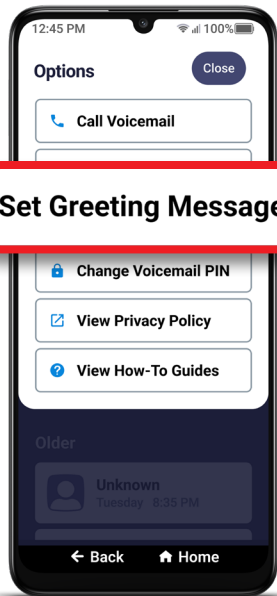 12:45 PM 100%
Options
Close
Call Voicemail
Set Greeting Message
Change Voicemail PIN
View Privacy Policy
View How-To Guides
Older
Unknown
Tuesday 8:35 PM
Back Home